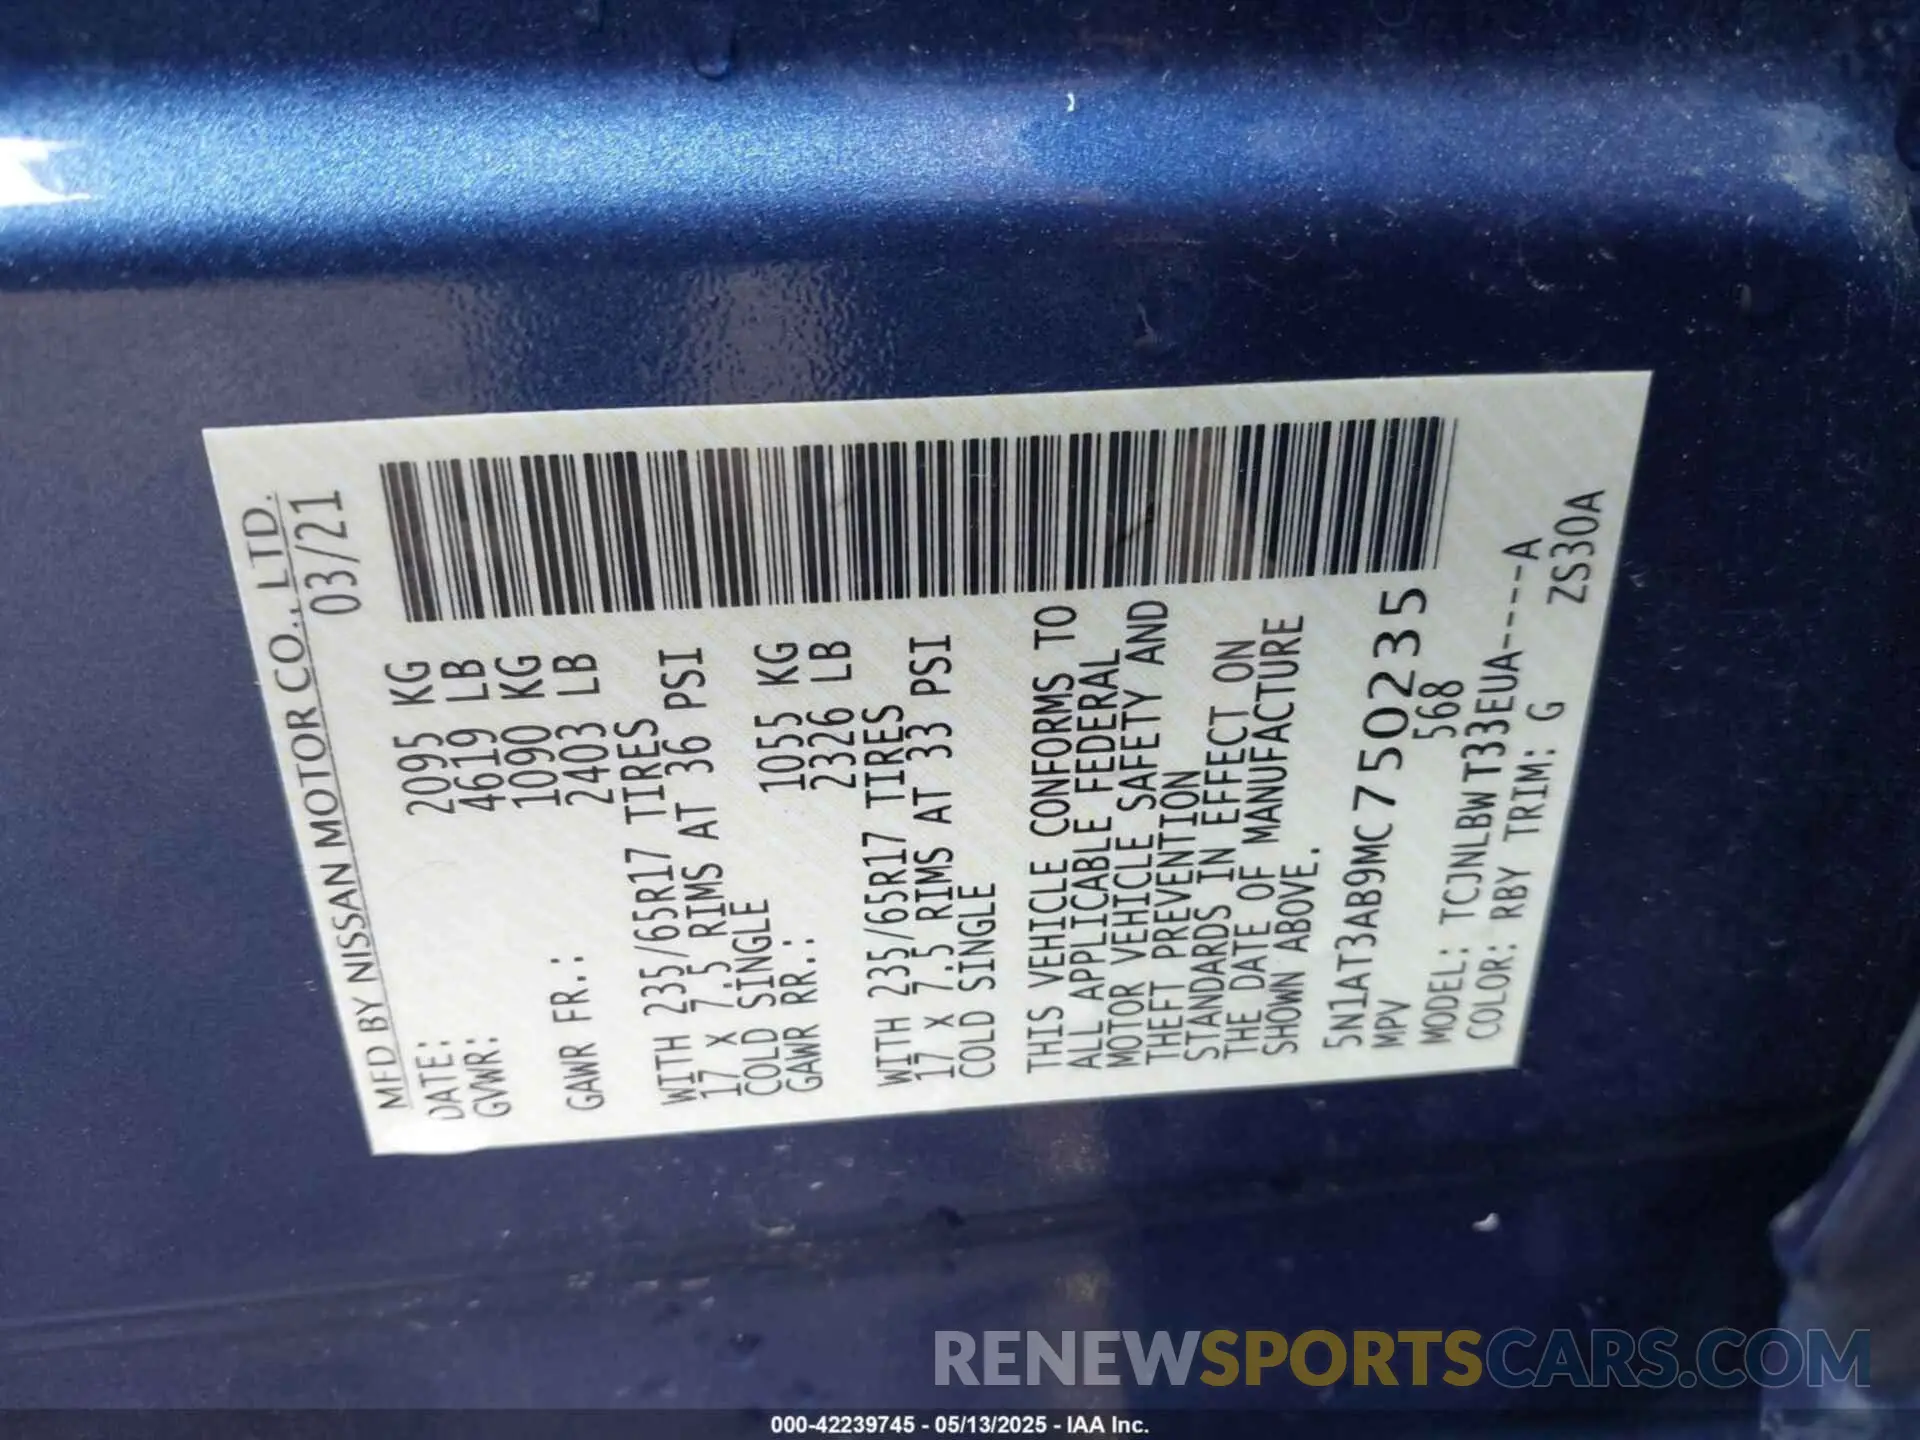 MFD BY NISSAN MOTOR CO., LTD.
DATE: 03/21
GVWR: 2095 KG
4619 LB
GAWR FR.: 1090 KG
2403 LB
WITH 235/65R17 TIRES
17 X 7.5 RIMS AT 36 PSI
COLD SINGLE
GAWR RR.: 1055 KG
2326 LB
WITH 235/65R17 TIRES
17 X 7.5 RIMS AT 33 PSI
COLD SINGLE
THIS VEHICLE CONFORMS TO
ALL APPLICABLE FEDERAL
MOTOR VEHICLE SAFETY AND
THEFT PREVENTION
STANDARDS IN EFFECT ON
THE DATE OF MANUFACTURE
SHOWN ABOVE.
5N1AT3AB9MC750235
MPV 568
MODEL: TCJNLBW T33EUA----A
COLOR: RBY TRIM: G ZS30A
RENEWSPORTSCARS.COM
000-42239745 - 05/13/2025 - IAA Inc.